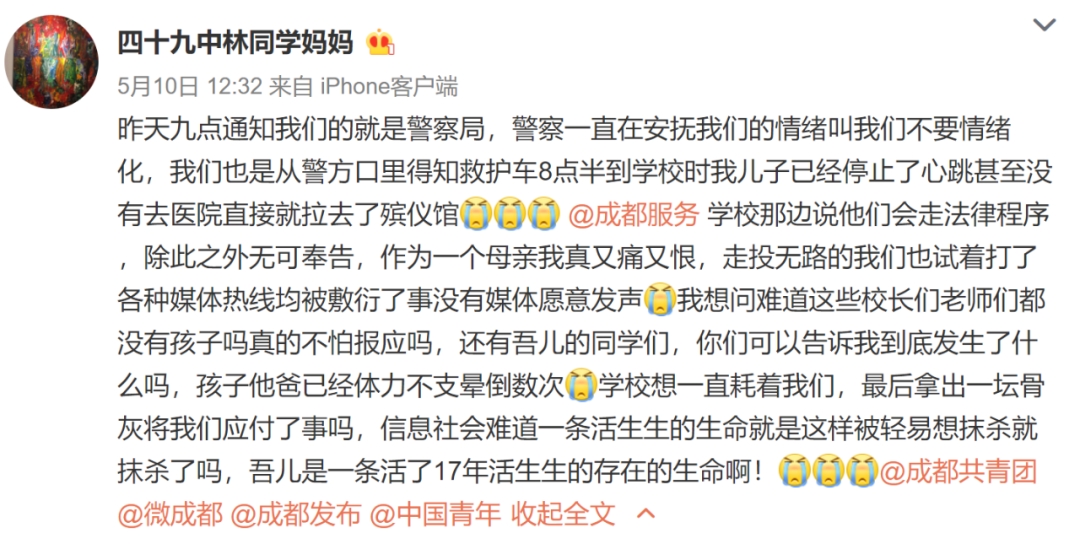 四十九中林同学妈妈
5月10日 12:32 来自 iPhone客户端
昨天九点通知我们的就是警察局，警察一直在安抚我们的情绪叫我们不要情绪
化，我们也是从警方口里得知救护车8点半到学校时我儿子已经停止了心跳甚至没
有去医院直接就拉去了殡仪馆😭😭😭 @成都服务 学校那边说他们会走法律程序
，除此之外无可奉告，作为一个母亲我真又痛又恨，走投无路的我们也试着打了
各种媒体热线均被敷衍了事没有媒体愿意发声😭我想问难道这些校长们老师们都
没有孩子吗真的不怕报应吗，还有吾儿的同学们，你们可以告诉我到底发生了什
么吗，孩子他爸已经体力不支晕倒数次😭学校想一直耗着我们，最后拿出一坛骨
灰将我们应付了事吗，信息社会难道一条活生生的生命就是这样被轻易想抹杀就
抹杀了吗，吾儿是一条活了17年活生生的存在的生命啊！😭😭😭@成都共青团
@微成都 @成都发布 @中国青年 收起全文